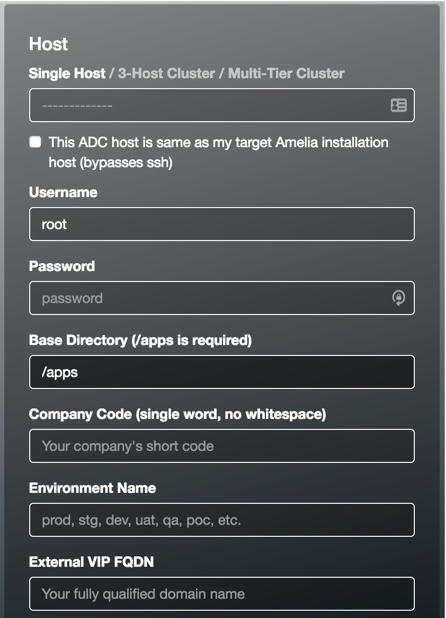 Host
Single Host / 3-Host Cluster / Multi-Tier Cluster
-------------
This ADC host is same as my target Amelia installation
host (bypasses ssh)
Username
root
Password
password
Base Directory (/apps is required)
/apps
Company Code (single word, no whitespace)
Your company's short code
Environment Name
prod, stg, dev, uat, qa, poc, etc.
External VIP FQDN
Your fully qualified domain name